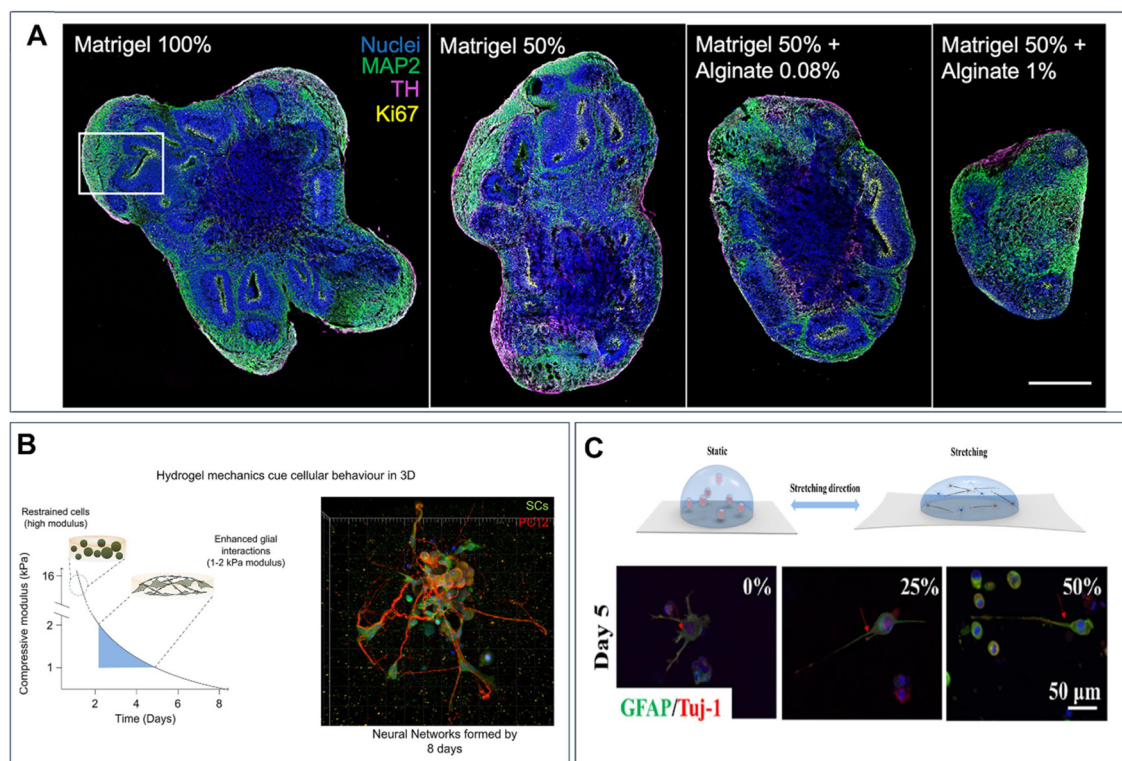 A
Matrigel 100%
Nuclei
MAP2
TH
Ki67
Matrigel 50%
Matrigel 50% +
Alginate 0.08%
Matrigel 50% +
Alginate 1%
B
Hydrogel mechanics cue cellular behaviour in 3D
Restrained cells
(high modulus)
Enhanced glial
interactions
(1-2 kPa modulus)
Compressive modulus (kPa)
16
2
1
2
4
6
8
Time (Days)
SCs
PC12
Neural Networks formed by
8 days
C
Static
Stretching
Stretching direction
Day 5
0%
25%
50%
GFAP/Tuj-1
50 µm